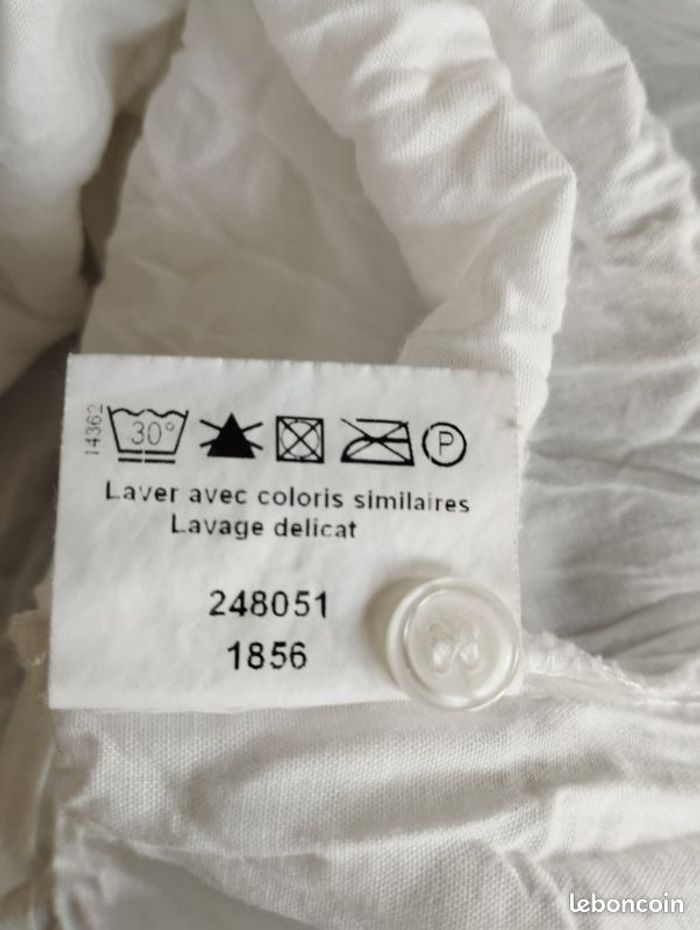 14362
30°
P
Laver avec coloris similaires
Lavage delicat
248051
1856
leboncoin